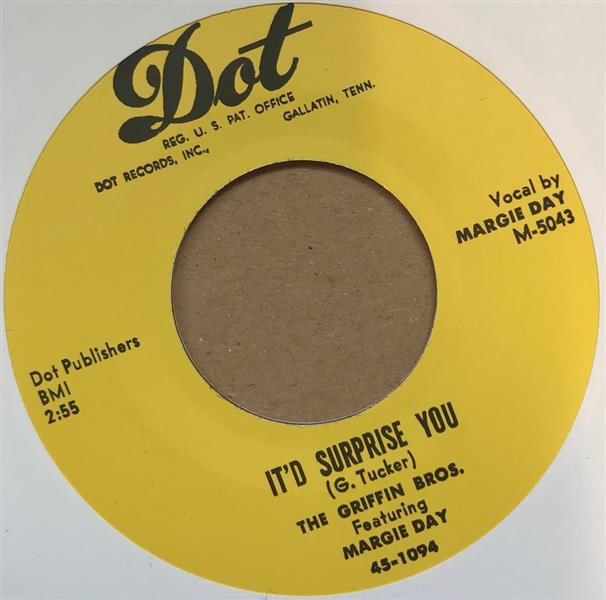 Dot
REG. U. S. PAT. OFFICE
DOT RECORDS, INC., GALLATIN, TENN.
Vocal by
MARGIE DAY
M-5043
Dot Publishers
BMI
2:55
IT'D SURPRISE YOU
(G. Tucker)
THE GRIFFIN BROS.
Featuring
MARGIE DAY
45-1094